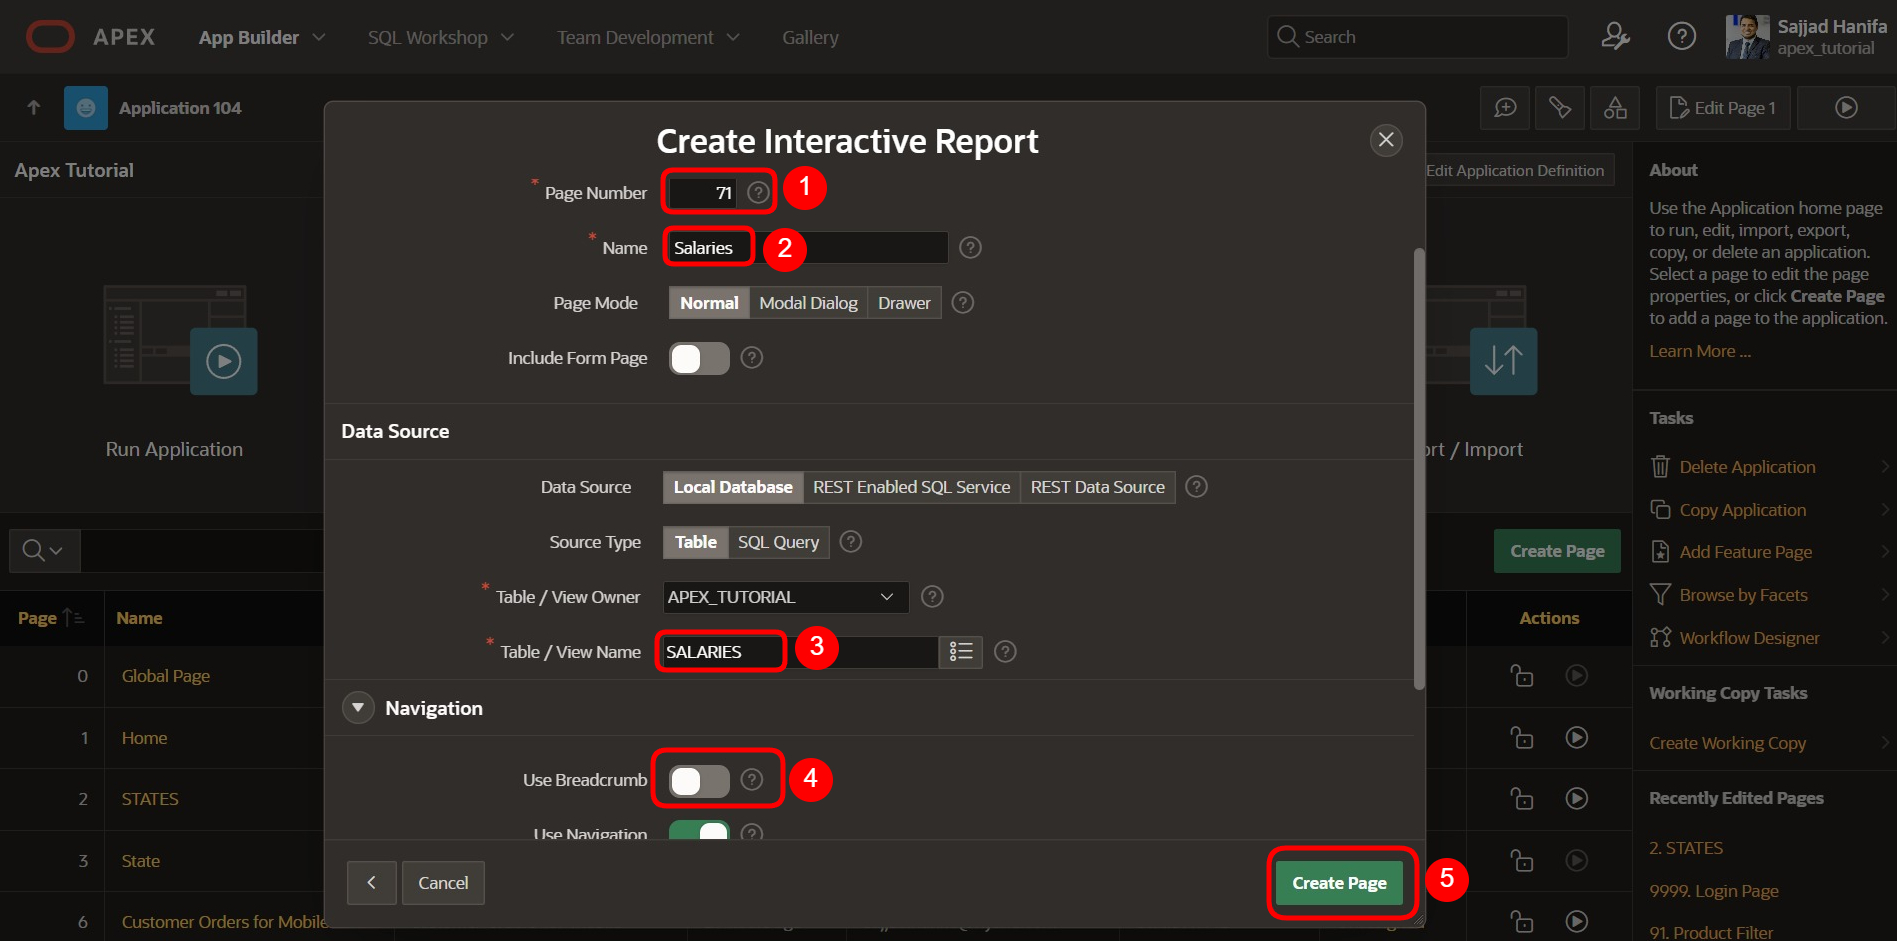 APEX
App Builder
SQL Workshop
Team Development
Gallery
Search
Sajjad Hanifa
apex_tutorial
Application 104
Edit Page 1
Apex Tutorial
Edit Application Definition
Run Application
/ Import
Create Page
Page
Name
Actions
0
Global Page
1
Home
2
STATES
3
State
6
Customer Orders for Mobile
Create Interactive Report
* Page Number
71
1
* Name
Salaries
2
Page Mode
Normal
Modal Dialog
Drawer
Include Form Page
Data Source
Data Source
Local Database
REST Enabled SQL Service
REST Data Source
Source Type
Table
SQL Query
* Table / View Owner
APEX_TUTORIAL
* Table / View Name
SALARIES
3
Navigation
Use Breadcrumb
4
Use Navigation
Cancel
Create Page
5
About
Use the Application home page
to run, edit, import, export,
copy, or delete an application.
Select a page to edit the page
properties, or click Create Page
to add a page to the application.
Learn More ...
Tasks
Delete Application
Copy Application
Add Feature Page
Browse by Facets
Workflow Designer
Working Copy Tasks
Create Working Copy
Recently Edited Pages
2. STATES
9999. Login Page
91. Product Filter